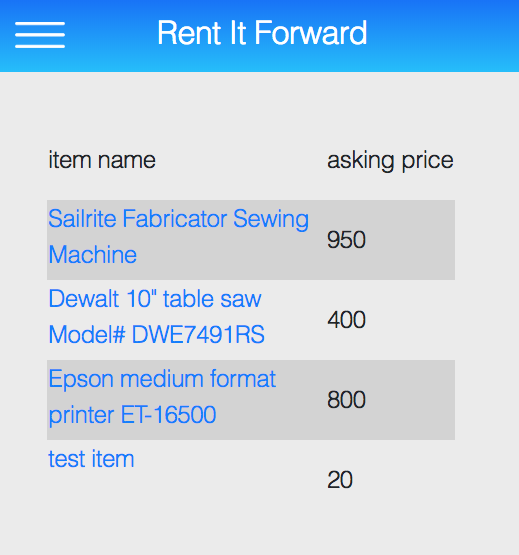 Rent It Forward
item name asking price
Sailrite Fabricator Sewing
Machine 950
Dewalt 10" table saw
Model# DWE7491RS 400
Epson medium format
printer ET-16500 800
test item
20